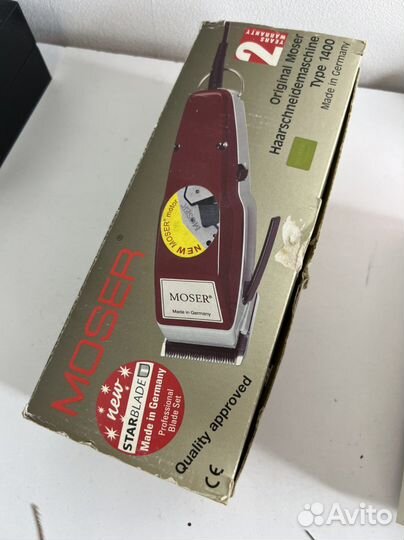 2 YEARS
WARRANTY
Original Moser
Haarschneidemaschine
Type 1400
Made in Germany
NEW MOSER® motor
MOSER
MOSER®
Made in Germany
MOSER®
new
STARBLADE
Made in Germany
Professional
Blade Set
Quality approved
CE
Avito